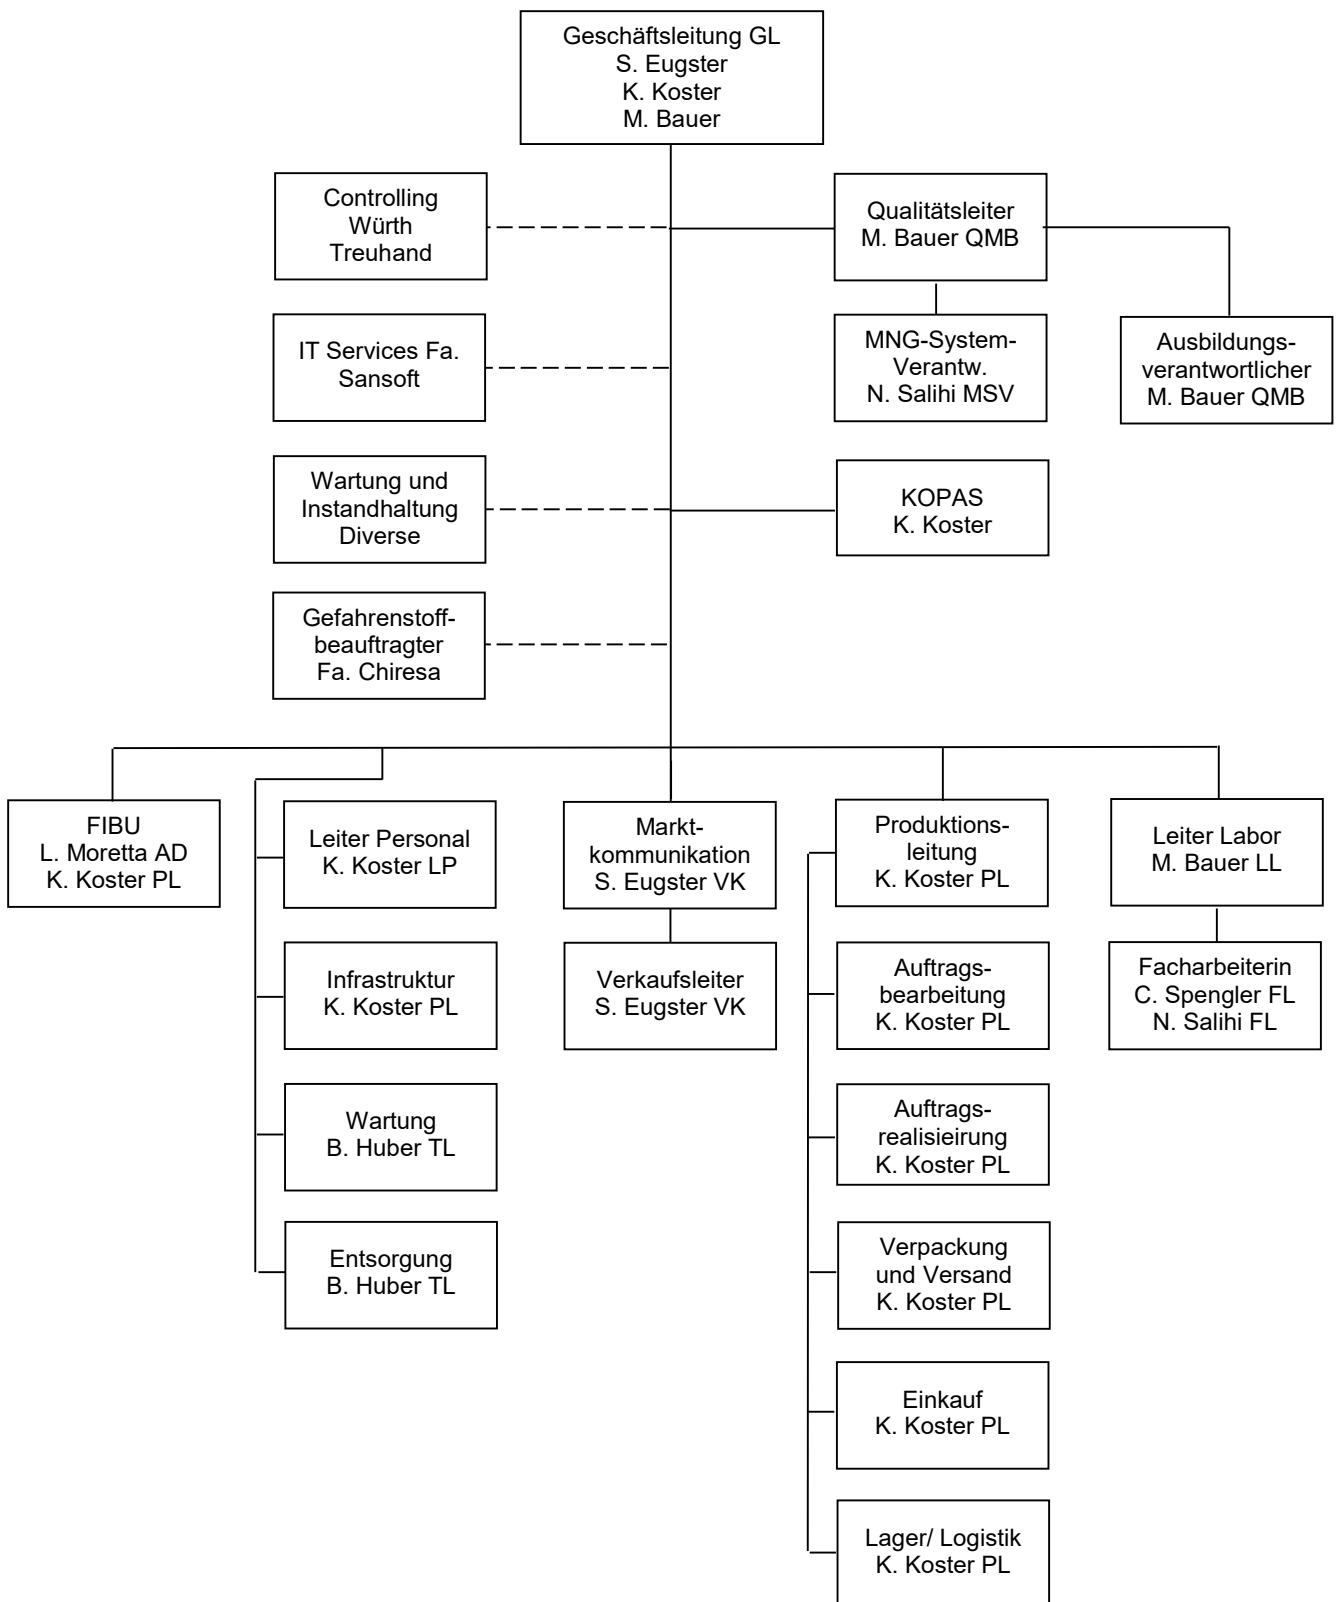 Geschäftsleitung GL
S. Eugster
K. Koster
M. Bauer
Controlling
Würth
Treuhand
Qualitätsleiter
M. Bauer QMB
IT Services Fa.
Sansoft
MNG-System-
Verantw.
N. Salihi MSV
Ausbildungs-
verantwortlicher
M. Bauer QMB
Wartung und
Instandhaltung
Diverse
KOPAS
K. Koster
Gefahrenstoff-
beauftragter
Fa. Chiresa
FIBU
L. Moretta AD
K. Koster PL
Leiter Personal
K. Koster LP
Markt-
kommunikation
S. Eugster VK
Produktions-
leitung
K. Koster PL
Leiter Labor
M. Bauer LL
Infrastruktur
K. Koster PL
Verkaufsleiter
S. Eugster VK
Auftrags-
bearbeitung
K. Koster PL
Facharbeiterin
C. Spengler FL
N. Salihi FL
Wartung
B. Huber TL
Auftrags-
realisieirung
K. Koster PL
Entsorgung
B. Huber TL
Verpackung
und Versand
K. Koster PL
Einkauf
K. Koster PL
Lager/ Logistik
K. Koster PL